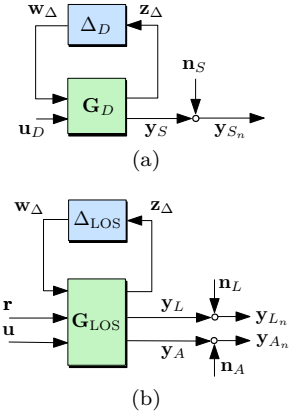 w_Δ z_Δ
Δ_D
n_S
G_D
u_D y_S y_{S_n}
(a)
w_Δ z_Δ
Δ_LOS
n_L
r y_L y_{L_n}
u G_LOS y_{A_n}
y_A
n_A
(b)